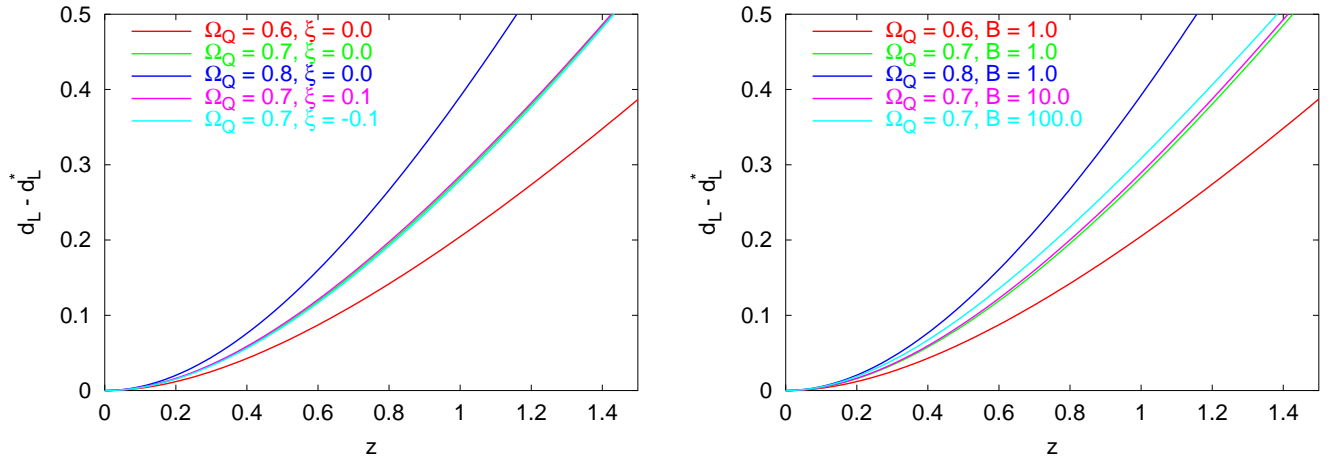 0.5
0.4
0.3
0.2
0.1
0
d_L - d_L^*
Ω_Q = 0.6, ξ = 0.0
Ω_Q = 0.7, ξ = 0.0
Ω_Q = 0.8, ξ = 0.0
Ω_Q = 0.7, ξ = 0.1
Ω_Q = 0.7, ξ = -0.1
0 0.2 0.4 0.6 0.8 1 1.2 1.4
z
0.5
0.4
0.3
0.2
0.1
0
d_L - d_L^*
Ω_Q = 0.6, B = 1.0
Ω_Q = 0.7, B = 1.0
Ω_Q = 0.8, B = 1.0
Ω_Q = 0.7, B = 10.0
Ω_Q = 0.7, B = 100.0
0 0.2 0.4 0.6 0.8 1 1.2 1.4
z